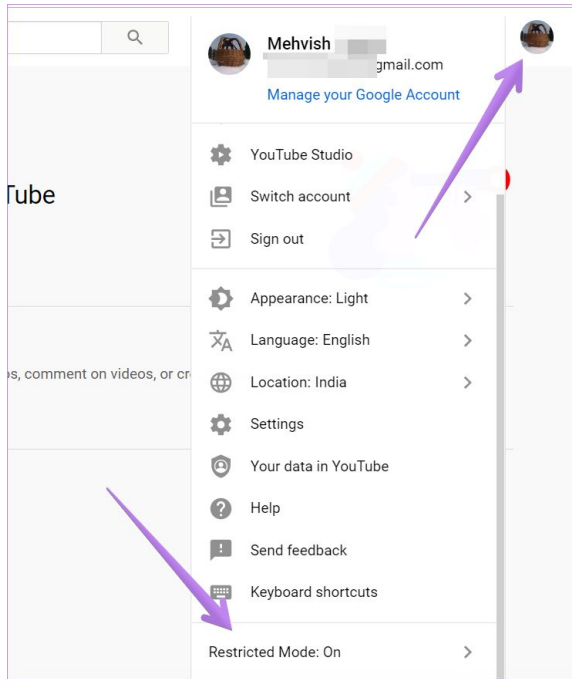 Mehvish
gmail.com
Manage your Google Account
YouTube Studio
Tube
Switch account
Sign out
Appearance: Light
Language: English
os, comment on videos, or cr
Location: India
Settings
Your data in YouTube
Help
Send feedback
Keyboard shortcuts
Restricted Mode: On